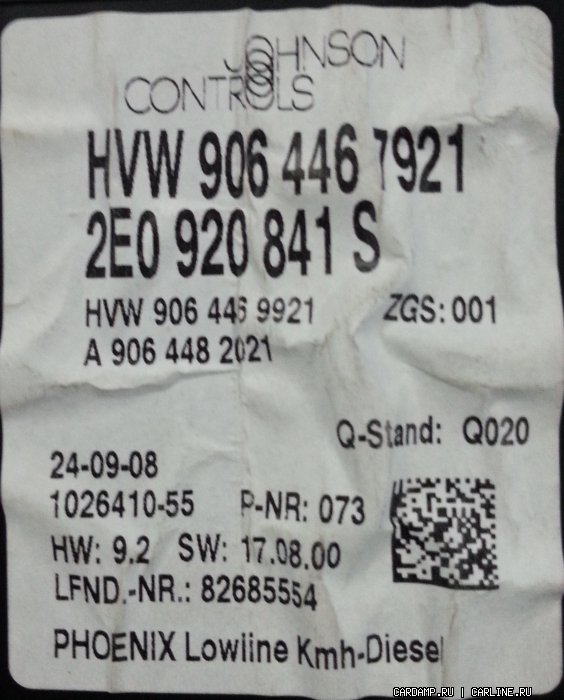 JOHNSON
CONTROLS
HVW 906 446 7921
2E0 920 841 S
HVW 906 446 9921 ZGS: 001
A 906 448 2021
Q-Stand: Q020
24-09-08
1026410-55 P-NR: 073
HW: 9.2 SW: 17.08.00
LFND.-NR.: 82685554
PHOENIX Lowline Kmh-Diesel
CARDAMP.RU | CARLINE.RU